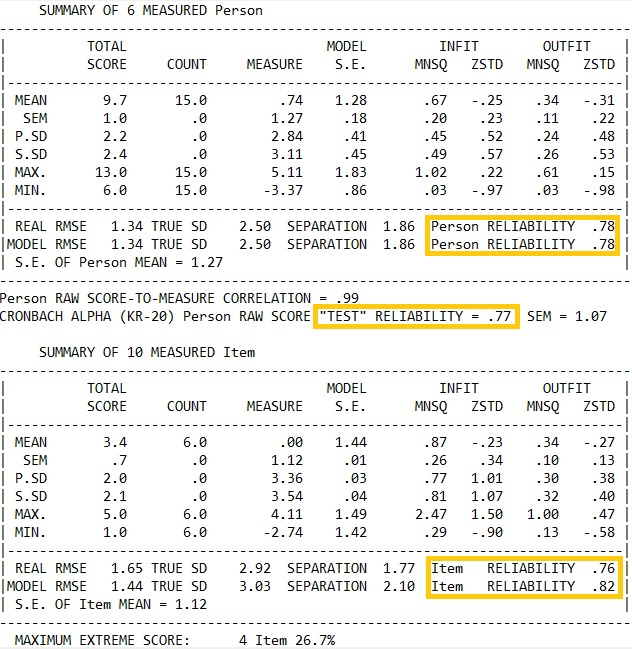 SUMMARY OF 6 MEASURED Person
TOTAL MODEL INFIT OUTFIT
SCORE COUNT MEASURE S.E. MNSQ ZSTD MNSQ ZSTD
MEAN 9.7 15.0 .74 1.28 .67 -.25 .34 -.31
SEM 1.0 .0 1.27 .18 .20 .23 .11 .22
P.SD 2.2 .0 2.84 .41 .45 .52 .24 .48
S.SD 2.4 .0 3.11 .45 .49 .57 .26 .53
MAX. 13.0 15.0 5.11 1.83 1.02 .22 .61 .15
MIN. 6.0 15.0 -3.37 .86 .03 -.97 .03 -.98
REAL RMSE 1.34 TRUE SD 2.50 SEPARATION 1.86 Person RELIABILITY .78
MODEL RMSE 1.34 TRUE SD 2.50 SEPARATION 1.86 Person RELIABILITY .78
S.E. OF Person MEAN = 1.27
Person RAW SCORE-TO-MEASURE CORRELATION = .99
CRONBACH ALPHA (KR-20) Person RAW SCORE "TEST" RELIABILITY = .77 SEM = 1.07
SUMMARY OF 10 MEASURED Item
TOTAL MODEL INFIT OUTFIT
SCORE COUNT MEASURE S.E. MNSQ ZSTD MNSQ ZSTD
MEAN 3.4 6.0 .00 1.44 .87 -.23 .34 -.27
SEM .7 .0 1.12 .01 .26 .34 .10 .13
P.SD 2.0 .0 3.36 .03 .77 1.01 .30 .38
S.SD 2.1 .0 3.54 .04 .81 1.07 .32 .40
MAX. 5.0 6.0 4.11 1.49 2.47 1.50 1.00 .47
MIN. 1.0 6.0 -2.74 1.42 .29 -.90 .13 -.58
REAL RMSE 1.65 TRUE SD 2.92 SEPARATION 1.77 Item RELIABILITY .76
MODEL RMSE 1.44 TRUE SD 3.03 SEPARATION 2.10 Item RELIABILITY .82
S.E. OF Item MEAN = 1.12
MAXIMUM EXTREME SCORE: 4 Item 26.7%